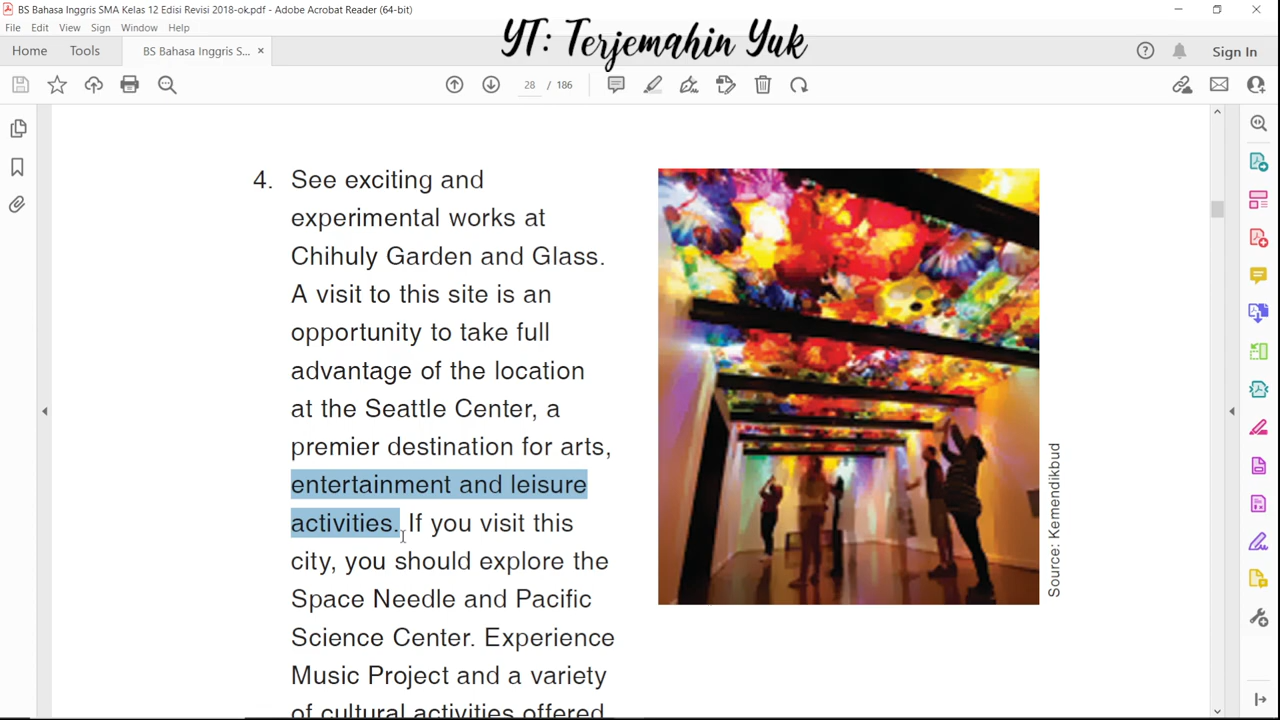 BS Bahasa Inggris SMA Kelas 12 Edisi Revisi 2018-ok.pdf - Adobe Acrobat Reader (64-bit)
File Edit View Sign Window Help
YT: Terjemahin Yuk
Home Tools BS Bahasa Inggris S... ×
Sign In
28 / 186
4. See exciting and
experimental works at
Chihuly Garden and Glass.
A visit to this site is an
opportunity to take full
advantage of the location
at the Seattle Center, a
premier destination for arts,
entertainment and leisure
activities. If you visit this
city, you should explore the
Space Needle and Pacific
Science Center. Experience
Music Project and a variety
of cultural activities offered
Source: Kemendikbud